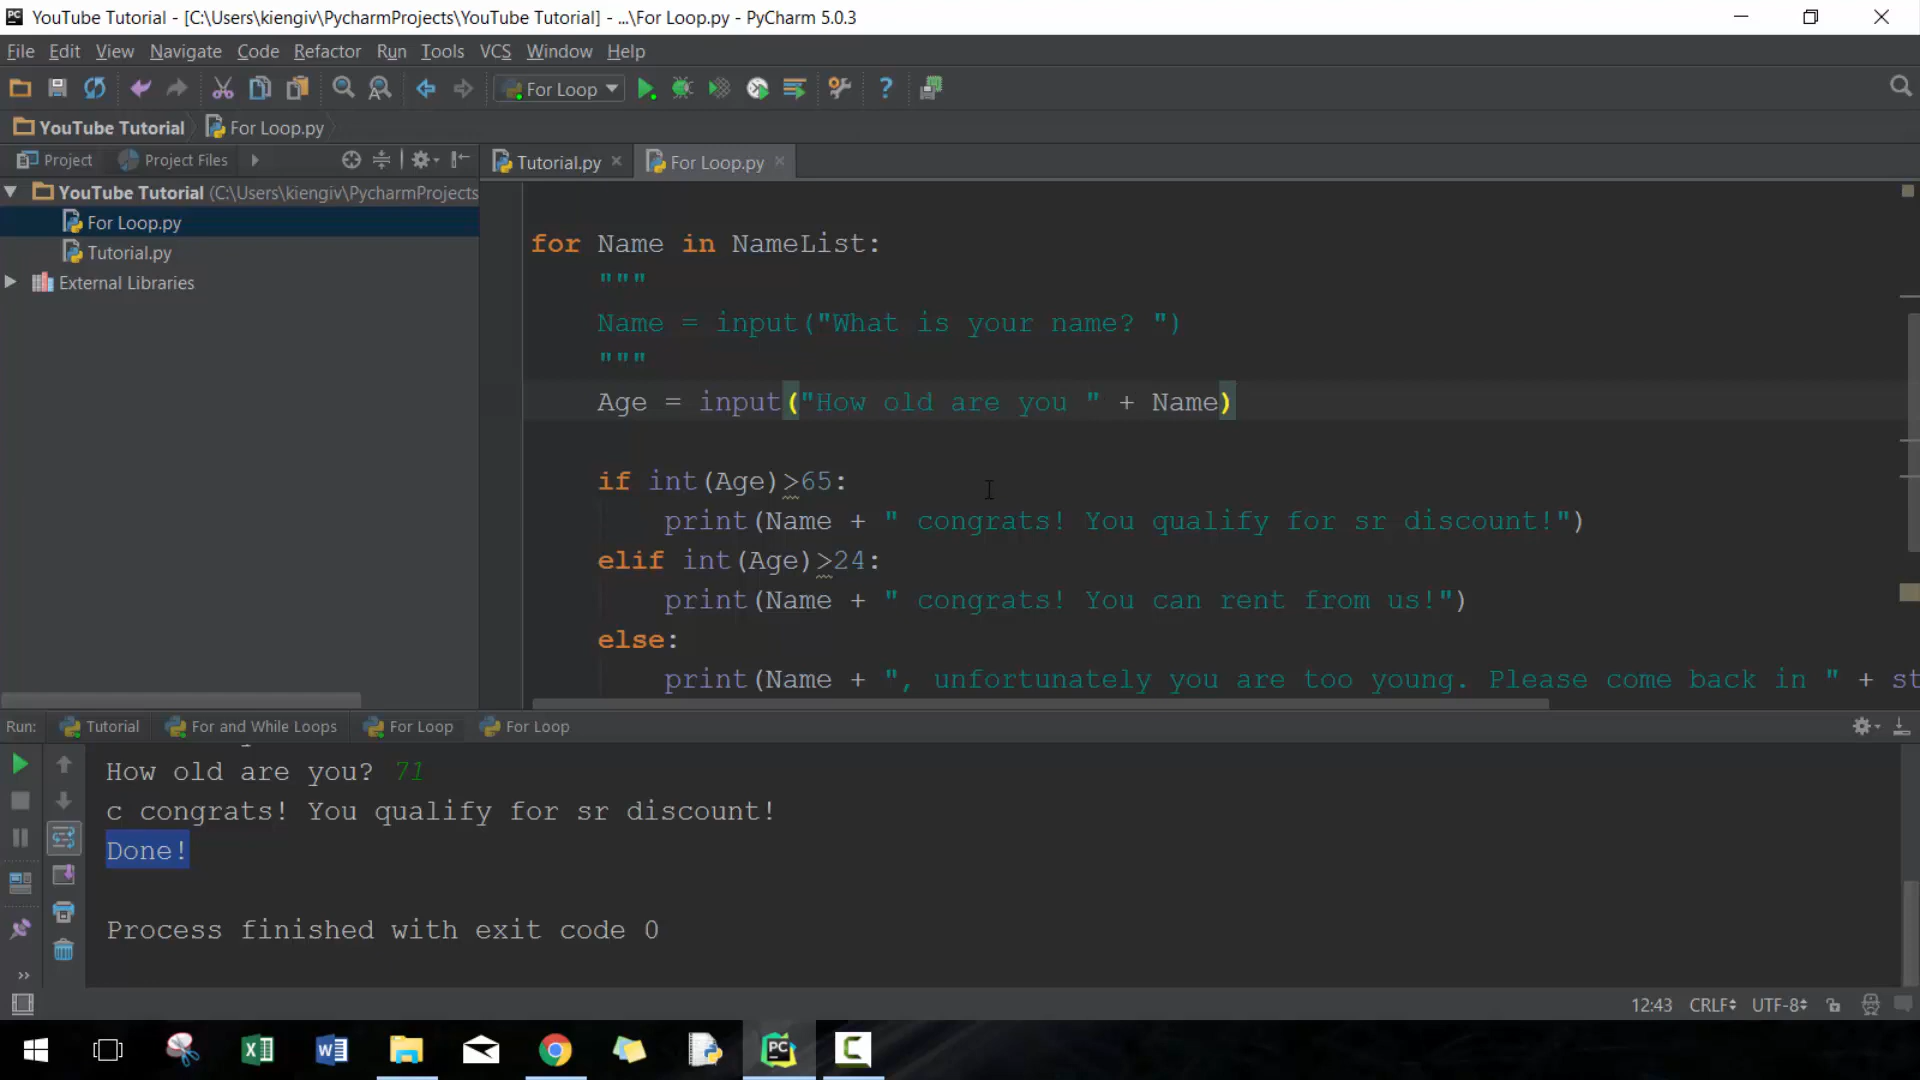 YouTube Tutorial - [C:\Users\kiengiv\PycharmProjects\YouTube Tutorial] - ...\For Loop.py - PyCharm 5.0.3
File Edit View Navigate Code Refactor Run Tools VCS Window Help
For Loop
YouTube Tutorial For Loop.py
Project Project Files
Tutorial.py For Loop.py
YouTube Tutorial (C:\Users\kiengiv\PycharmProjects
For Loop.py
Tutorial.py
External Libraries
for Name in NameList:
"""
Name = input("What is your name? ")
"""
Age = input("How old are you " + Name)
if int(Age)>65:
print(Name + " congrats! You qualify for sr discount!")
elif int(Age)>24:
print(Name + " congrats! You can rent from us!")
else:
print(Name + ", unfortunately you are too young. Please come back in " + st
Run: Tutorial For and While Loops For Loop For Loop
How old are you? 71
c congrats! You qualify for sr discount!
Done!
Process finished with exit code 0
12:43 CRLF UTF-8